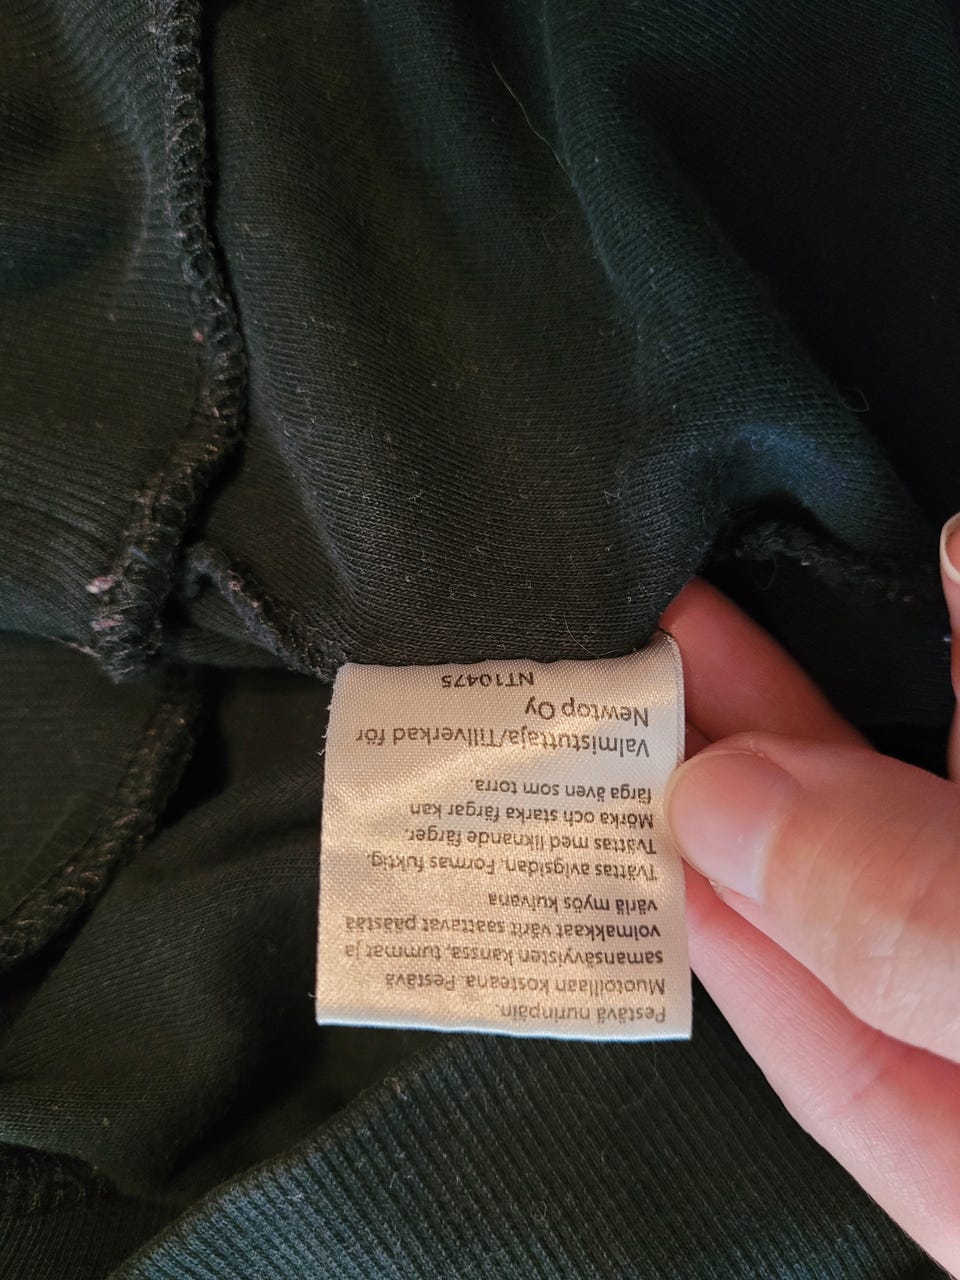 Pestävä nurinpäin.
Muotoillaan kosteana. Pestävä
samansävyisten kanssa, tummat ja
voimakkaat värit saattavat päästää
väriä myös kuivana
Tvättas avigsidan. Formas fuktig.
Tvättas med liknande färger.
Mörka och starka färgar kan
färga även som torra.
Valmistuttaja/Tillverkad för
Newtop Oy
NT10475